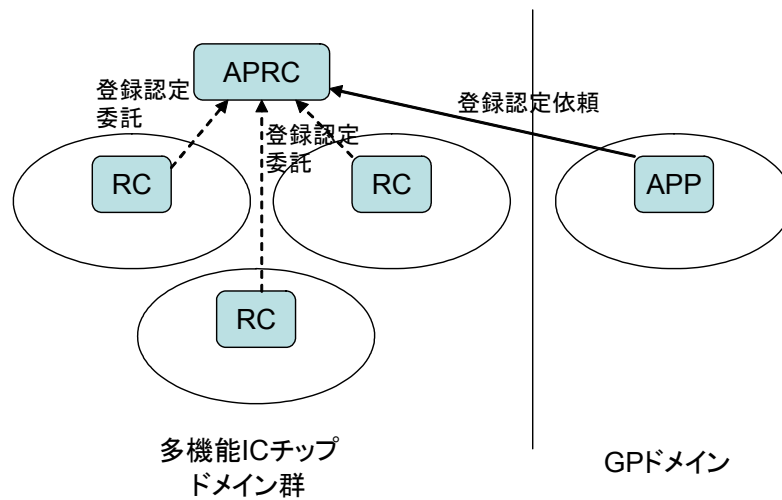 APRC
登録認定
委託
登録認定
委託
登録認定依頼
RC
RC
APP
RC
多機能ICチップ
ドメイン群
GPドメイン